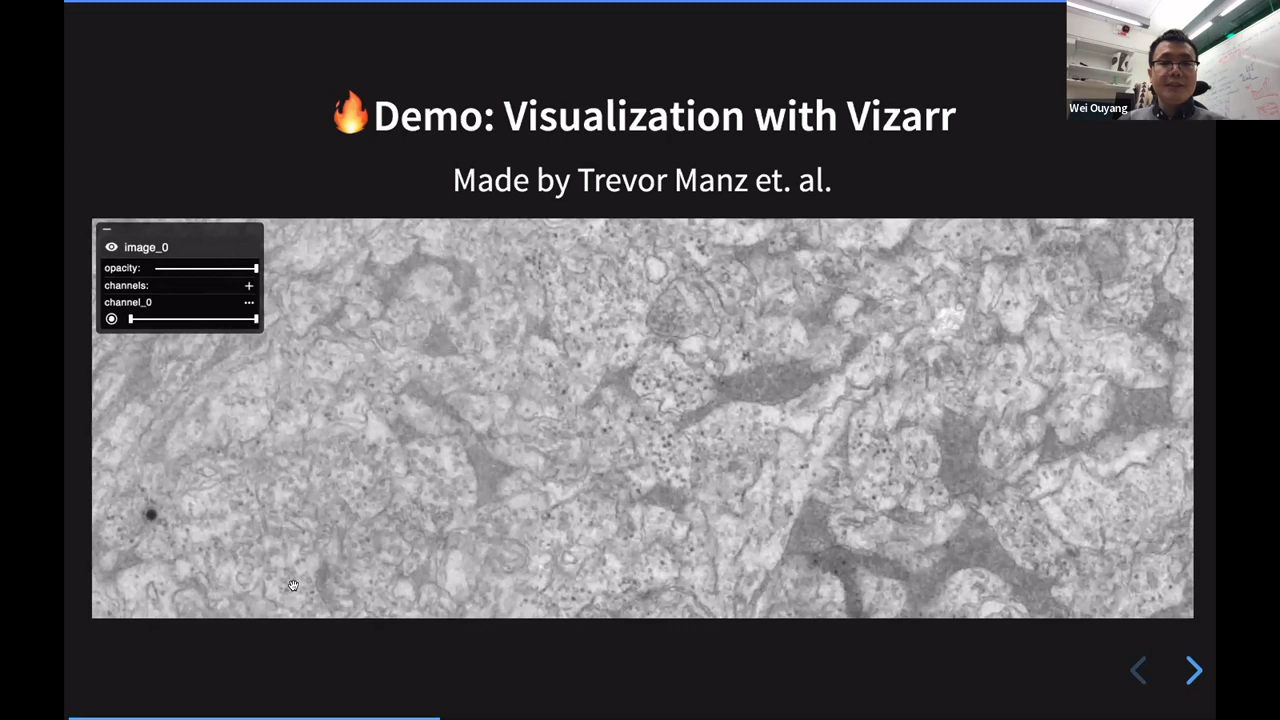 🔥Demo: Visualization with Vizarr
Made by Trevor Manz et. al.
image_0
opacity:
channels: +
channel_0 ...
Wei Ouyang